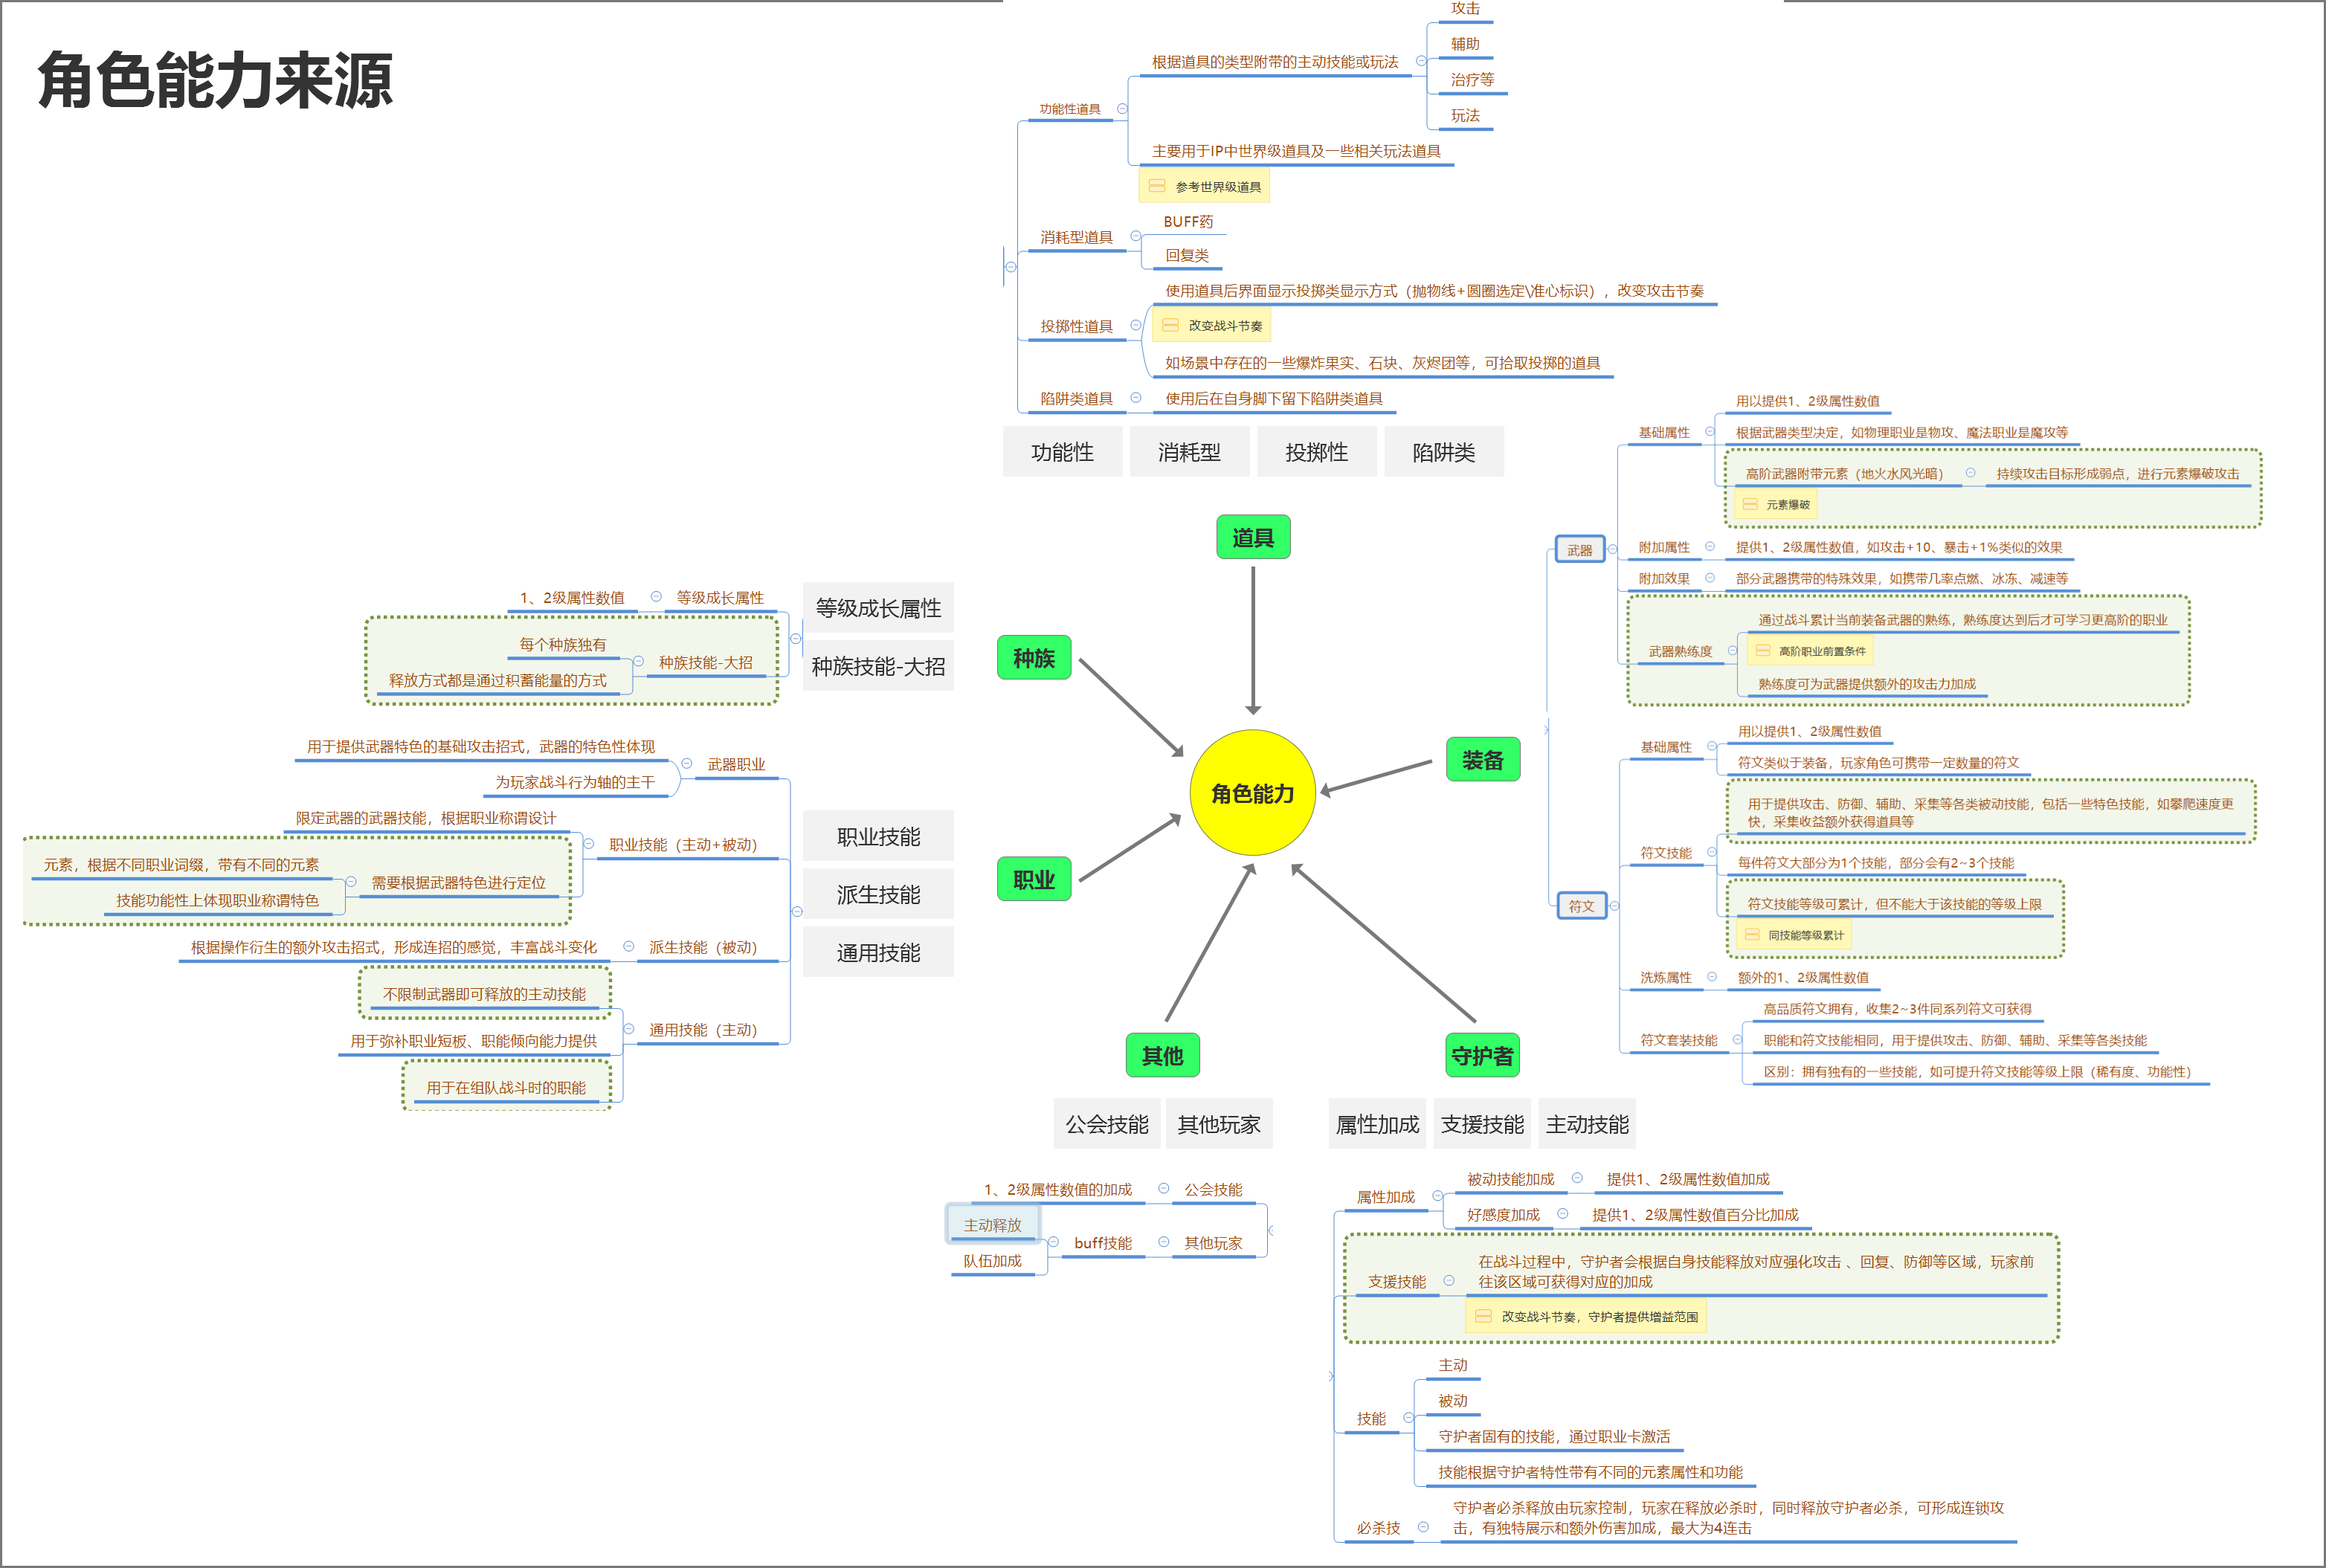 角色能力来源
攻击
辅助
根据道具的类型附带的主动技能或玩法
治疗等
玩法
功能性道具
主要用于IP中世界级道具及一些相关玩法道具
参考世界级道具
BUFF药
消耗型道具
回复类
使用道具后界面显示投掷类显示方式（抛物线+圆圈选定\准心标识），改变攻击节奏
投掷性道具
改变战斗节奏
如场景中存在的一些爆炸果实、石块、灰烬团等，可拾取投掷的道具
陷阱类道具
使用后在自身脚下留下陷阱类道具
功能性
消耗型
投掷性
陷阱类
道具
种族
职业
装备
其他
守护者
角色能力
1、2级属性数值
等级成长属性
每个种族独有
种族技能-大招
释放方式都是通过积蓄能量的方式
等级成长属性
种族技能-大招
用于提供武器特色的基础攻击招式，武器的特色性体现
武器职业
为玩家战斗行为轴的主干
限定武器的武器技能，根据职业称谓设计
职业技能（主动+被动）
元素，根据不同职业词缀，带有不同的元素
需要根据武器特色进行定位
技能功能性上体现职业称谓特色
根据操作衍生的额外攻击招式，形成连招的感觉，丰富战斗变化
派生技能（被动）
不限制武器即可释放的主动技能
通用技能（主动）
用于弥补职业短板、职能倾向能力提供
用于在组队战斗时的职能
职业技能
派生技能
通用技能
用以提供1、2级属性数值
基础属性
根据武器类型决定，如物理职业是物攻、魔法职业是魔攻等
高阶武器附带元素（地火水风光暗）
持续攻击目标形成弱点，进行元素爆破攻击
元素爆破
武器
附加属性
提供1、2级属性数值，如攻击+10、暴击+1%类似的效果
附加效果
部分武器携带的特殊效果，如携带几率点燃、冰冻、减速等
通过战斗累计当前装备武器的熟练，熟练度达到后才可学习更高阶的职业
武器熟练度
高阶职业前置条件
熟练度可为武器提供额外的攻击力加成
用以提供1、2级属性数值
基础属性
符文类似于装备，玩家角色可携带一定数量的符文
用于提供攻击、防御、辅助、采集等各类被动技能，包括一些特色技能，如攀爬速度更
快，采集收益额外获得道具等
符文技能
每件符文大部分为1个技能，部分会有2~3个技能
符文技能等级可累计，但不能大于该技能的等级上限
同技能等级累计
符文
洗炼属性
额外的1、2级属性数值
高品质符文拥有，收集2~3件同系列符文可获得
符文套装技能
职能和符文技能相同，用于提供攻击、防御、辅助、采集等各类技能
区别：拥有独有的一些技能，如可提升符文技能等级上限（稀有度、功能性）
公会技能
其他玩家
1、2级属性数值的加成
公会技能
主动释放
buff技能
其他玩家
队伍加成
属性加成
支援技能
主动技能
被动技能加成
提供1、2级属性数值加成
属性加成
好感度加成
提供1、2级属性数值百分比加成
在战斗过程中，守护者会根据自身技能释放对应强化攻击 、回复、防御等区域，玩家前
往该区域可获得对应的加成
支援技能
改变战斗节奏，守护者提供增益范围
主动
被动
技能
守护者固有的技能，通过职业卡激活
技能根据守护者特性带有不同的元素属性和功能
守护者必杀释放由玩家控制，玩家在释放必杀时，同时释放守护者必杀，可形成连锁攻
击，有独特展示和额外伤害加成，最大为4连击
必杀技